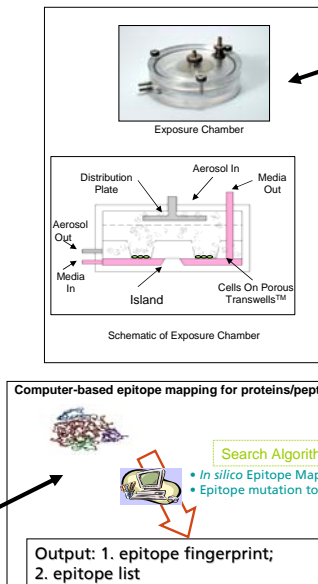 Exposure Chamber
Aerosol In
Distribution
Plate
Media
Out
Aerosol
Out
Media
In
Island
Cells On Porous
Transwells™
Schematic of Exposure Chamber
Computer-based epitope mapping for proteins/pept
Search Algorith
• In silico Epitope Map
• Epitope mutation to
Output: 1. epitope fingerprint;
2. epitope list